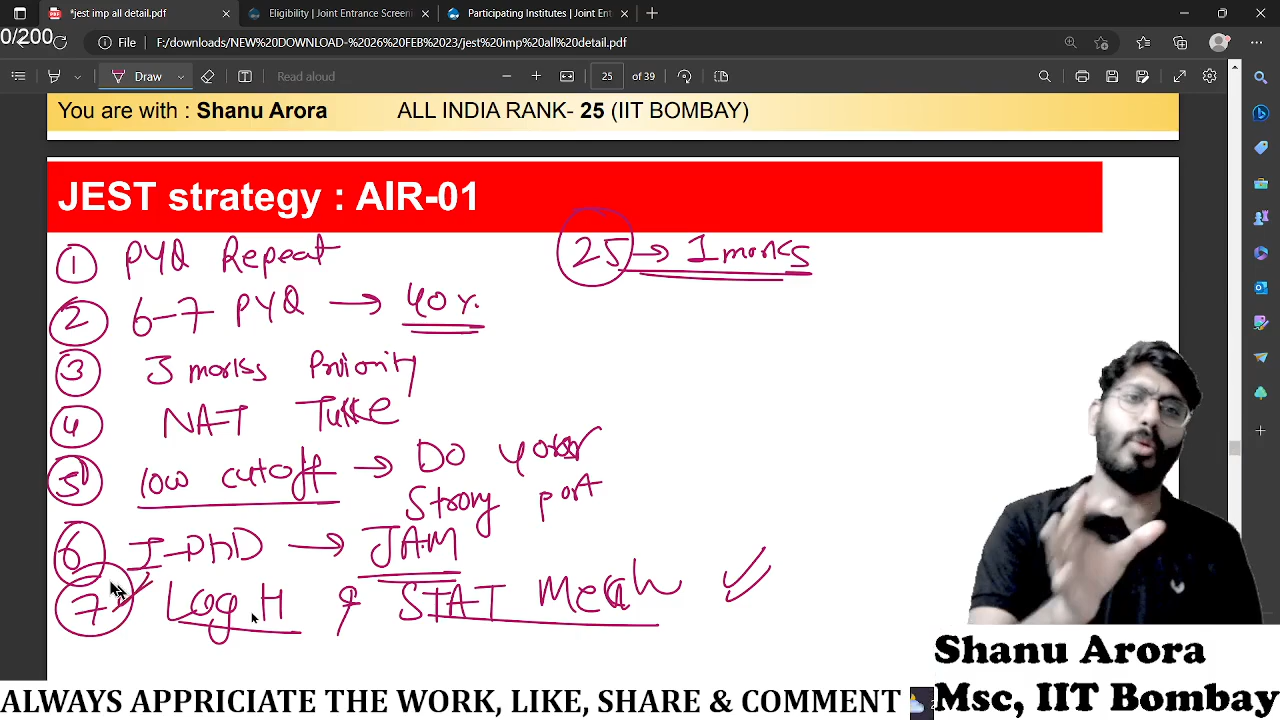 *jest imp all detail.pdf
Eligibility | Joint Entrance Screeni
Participating Institutes | Joint Ent
0/200
File
F:/downloads/NEW%20DOWNLOAD-%2026%20FEB%2023/jest%20imp%20all%20detail.pdf
Draw
Read aloud
25 of 39
You are with : Shanu Arora ALL INDIA RANK- 25 (IIT BOMBAY)
JEST strategy : AIR-01
1 PYQ Repeat
25 → 1 marks
2 6-7 PYQ → 40 %.
3 3 marks Priority
4 NAT Tukke
5 low cutoff → Do your
Strong part
6 I-PhD → JAM
7 Lag. H & STAT Mech
Shanu Arora
Msc, IIT Bombay
ALWAYS APPRICIATE THE WORK, LIKE, SHARE & COMMENT